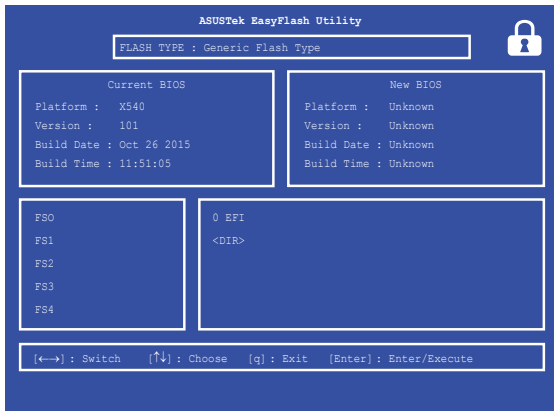 ASUSTek EasyFlash Utility
FLASH TYPE : Generic Flash Type
Current BIOS
Platform : X540
Version : 101
Build Date : Oct 26 2015
Build Time : 11:51:05
New BIOS
Platform : Unknown
Version : Unknown
Build Date : Unknown
Build Time : Unknown
FSO
FS1
FS2
FS3
FS4
0 EFI
<DIR>
[←→] : Switch [↑↓] : Choose [q] : Exit [Enter] : Enter/Execute